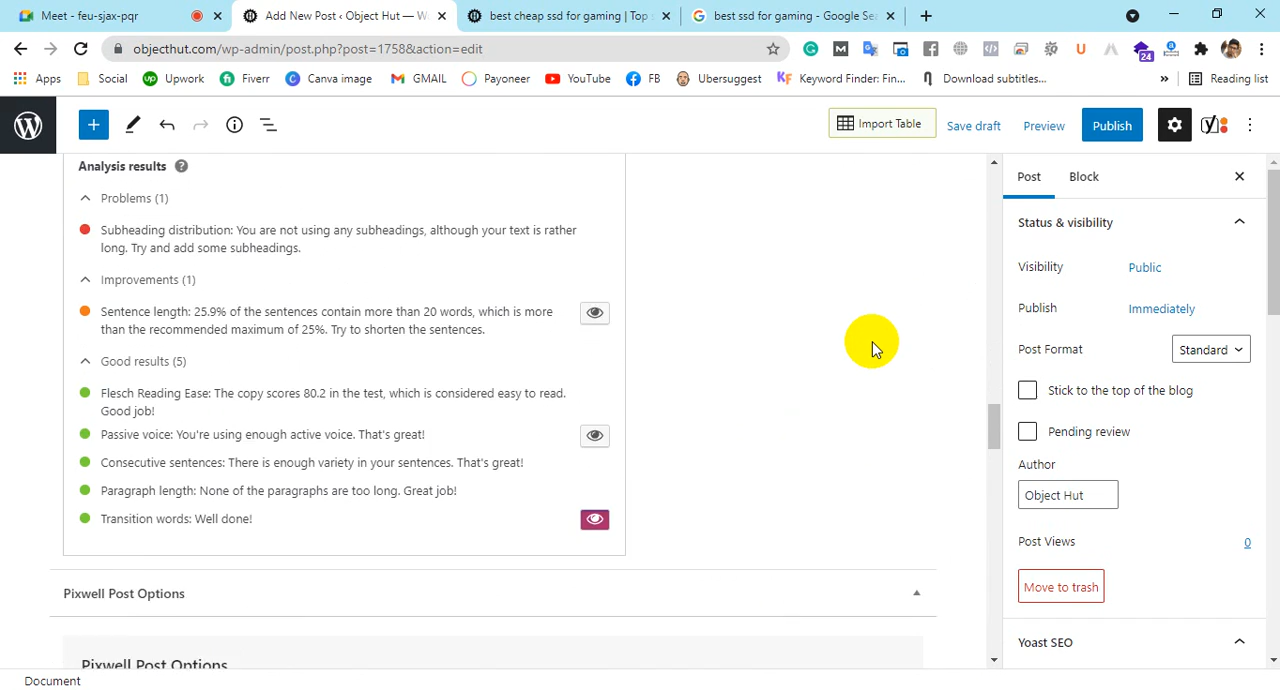 Meet - feu-sjax-pqr
Add New Post ‹ Object Hut — W
best cheap ssd for gaming | Top s
best ssd for gaming - Google Sea
objecthut.com/wp-admin/post.php?post=1758&action=edit
24
Apps Social Upwork Fiverr Canva image GMAIL Payoneer YouTube FB Ubersuggest Keyword Finder: Fin... Download subtitles... » Reading list
Import Table Save draft Preview Publish
Analysis results
Problems (1)
Subheading distribution: You are not using any subheadings, although your text is rather
long. Try and add some subheadings.
Improvements (1)
Sentence length: 25.9% of the sentences contain more than 20 words, which is more
than the recommended maximum of 25%. Try to shorten the sentences.
Good results (5)
Flesch Reading Ease: The copy scores 80.2 in the test, which is considered easy to read.
Good job!
Passive voice: You're using enough active voice. That's great!
Consecutive sentences: There is enough variety in your sentences. That's great!
Paragraph length: None of the paragraphs are too long. Great job!
Transition words: Well done!
Pixwell Post Options
Pixwell Post Options
Post Block
Status & visibility
Visibility Public
Publish Immediately
Post Format Standard
Stick to the top of the blog
Pending review
Author
Object Hut
Post Views 0
Move to trash
Yoast SEO
Document